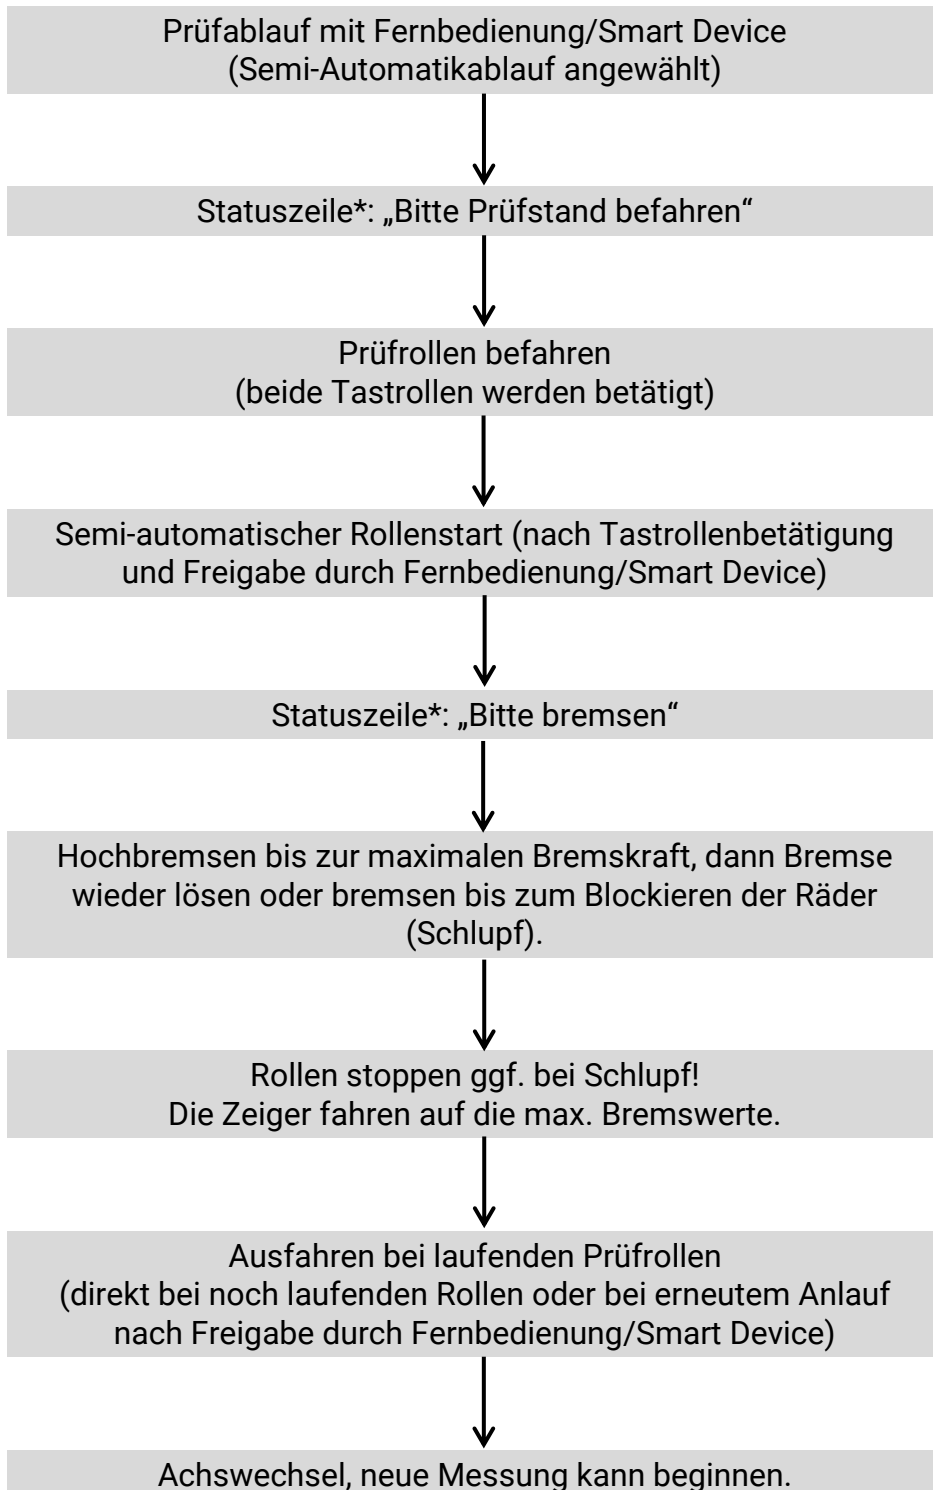 Prüfablauf mit Fernbedienung/Smart Device
(Semi-Automatikablauf angewählt)
Statuszeile*: „Bitte Prüfstand befahren“
Prüfrollen befahren
(beide Tastrollen werden betätigt)
Semi-automatischer Rollenstart (nach Tastrollenbetätigung
und Freigabe durch Fernbedienung/Smart Device)
Statuszeile*: „Bitte bremsen“
Hochbremsen bis zur maximalen Bremskraft, dann Bremse
wieder lösen oder bremsen bis zum Blockieren der Räder
(Schlupf).
Rollen stoppen ggf. bei Schlupf!
Die Zeiger fahren auf die max. Bremswerte.
Ausfahren bei laufenden Prüfrollen
(direkt bei noch laufenden Rollen oder bei erneutem Anlauf
nach Freigabe durch Fernbedienung/Smart Device)
Achswechsel, neue Messung kann beginnen.